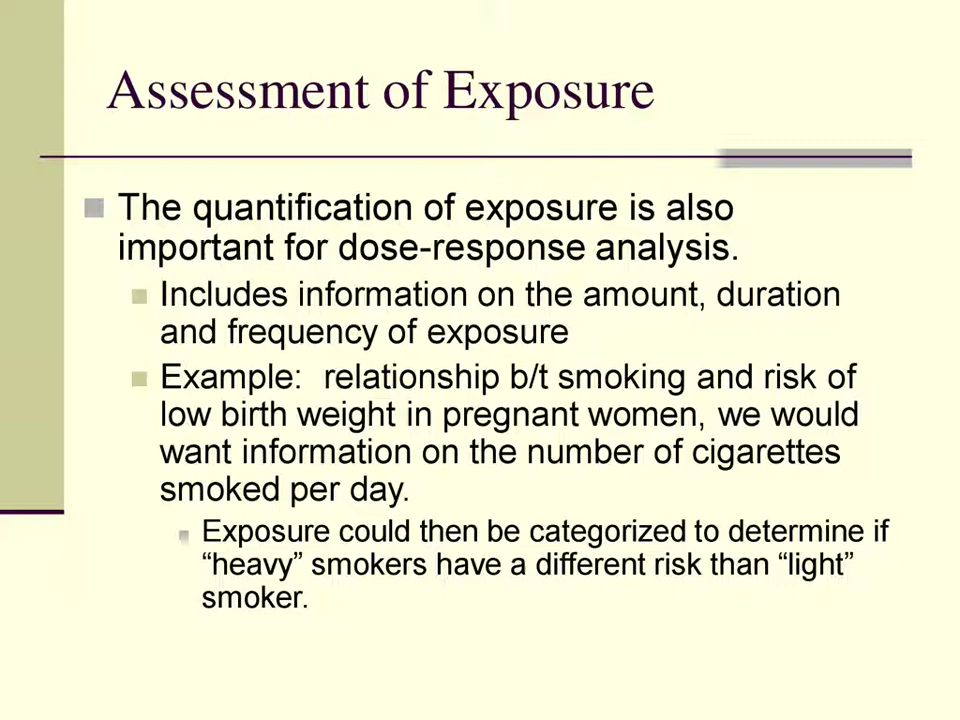 Assessment of Exposure
The quantification of exposure is also
important for dose-response analysis.
Includes information on the amount, duration
and frequency of exposure
Example:  relationship b/t smoking and risk of
low birth weight in pregnant women, we would
want information on the number of cigarettes
smoked per day.
Exposure could then be categorized to determine if
“heavy” smokers have a different risk than “light”
smoker.